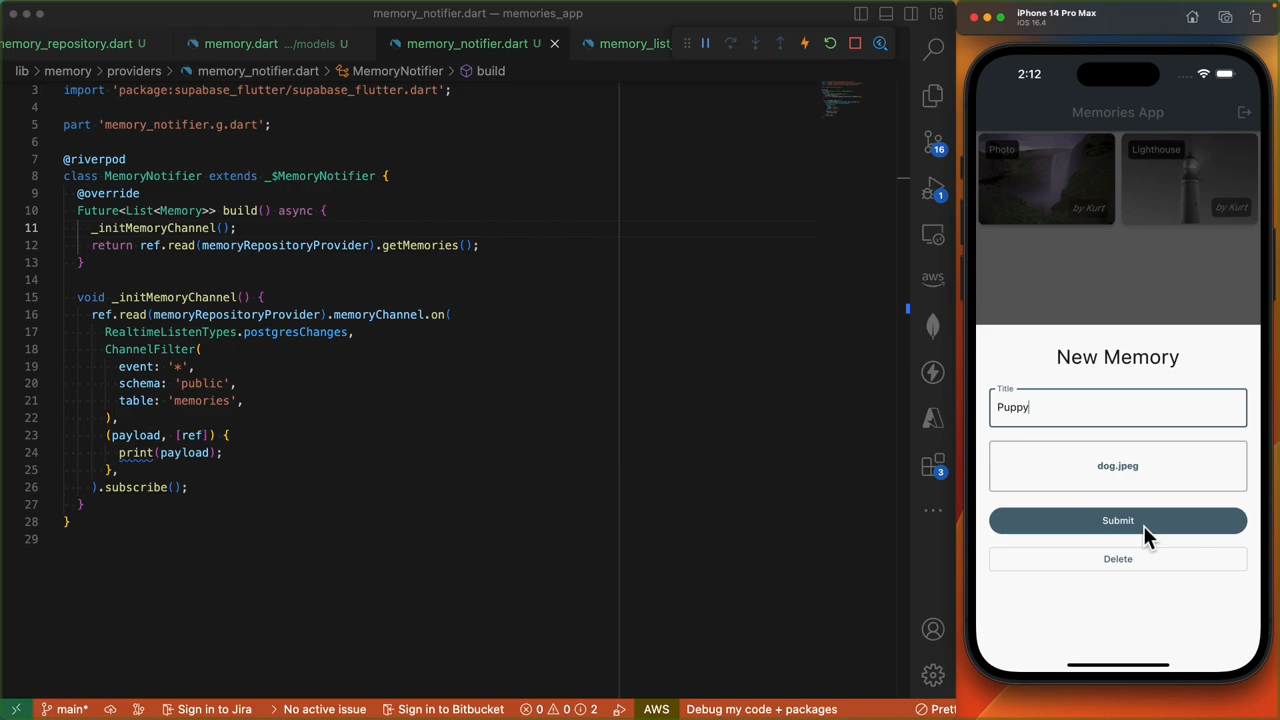 memory_notifier.dart — memories_app
memory_repository.dart U
memory.dart .../models U
memory_notifier.dart U
memory_list
lib > memory > providers > memory_notifier.dart > MemoryNotifier > build
3 import 'package:supabase_flutter/supabase_flutter.dart';
4
5 part 'memory_notifier.g.dart';
6
7 @riverpod
8 class MemoryNotifier extends _$MemoryNotifier {
9 @override
10 Future<List<Memory>> build() async {
11 _initMemoryChannel();
12 return ref.read(memoryRepositoryProvider).getMemories();
13 }
14
15 void _initMemoryChannel() {
16 ref.read(memoryRepositoryProvider).memoryChannel.on(
17 RealtimeListenTypes.postgresChanges,
18 ChannelFilter(
19 event: '*',
20 schema: 'public',
21 table: 'memories',
22 ),
23 (payload, [ref]) {
24 print(payload);
25 },
26 ).subscribe();
27 }
28 }
29
16
1
aws
3
main*
Sign in to Jira
No active issue
Sign in to Bitbucket
0 0 2
AWS
Debug my code + packages
Prett
iPhone 14 Pro Max
iOS 16.4
2:12
Memories App
Photo
by Kurt
Lighthouse
by Kurt
New Memory
Title
Puppy
dog.jpeg
Submit
Delete